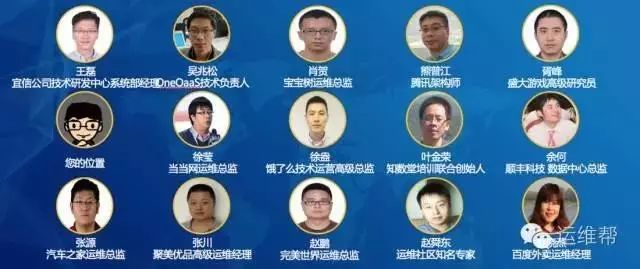 王磊 吴兆松 肖贺 熊普江 胥峰
宜信公司技术研发中心系统部经理 OneOaaS技术负责人 宝宝树运维总监 腾讯架构师 盛大游戏高级研究员
您的位置 徐莹 徐盎 叶金荣 余何
当当网运维总监 饿了么技术运营高级总监 知数堂培训联合创始人 顺丰科技 数据中心总监
张源 张川 赵鹏 赵舜东
汽车之家运维总监 聚美优品高级运维经理 完美世界运维总监 运维社区知名专家 百度外卖运维经理
运维帮